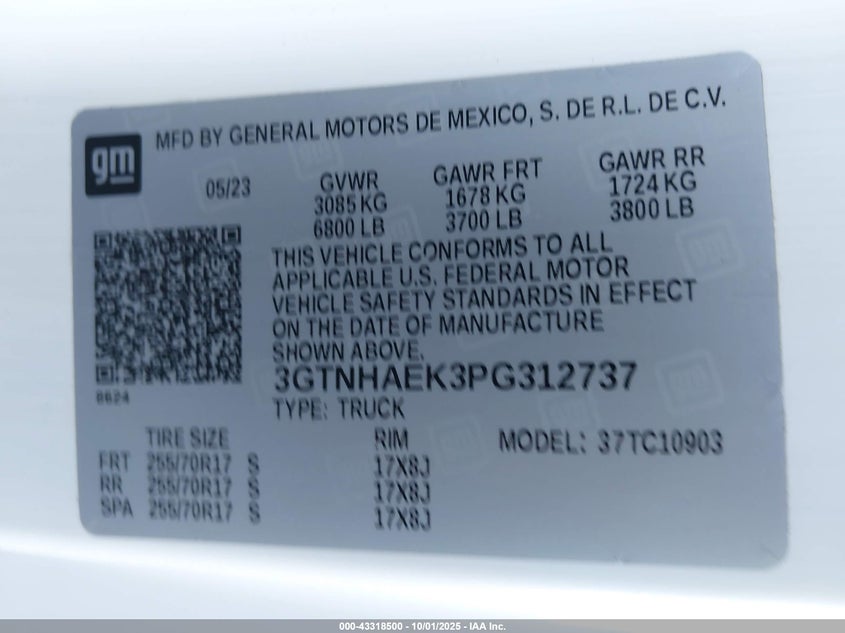 MFD BY GENERAL MOTORS DE MEXICO, S. DE R.L. DE C.V.
gm
05/23
GVWR
3085 KG
6800 LB
GAWR FRT
1678 KG
3700 LB
GAWR RR
1724 KG
3800 LB
THIS VEHICLE CONFORMS TO ALL
APPLICABLE U.S. FEDERAL MOTOR
VEHICLE SAFETY STANDARDS IN EFFECT
ON THE DATE OF MANUFACTURE
SHOWN ABOVE.
3GTNHAEK3PG312737
TYPE: TRUCK
8624
TIRE SIZE RIM MODEL: 37TC10903
FRT 255/70R17 S 17X8J
RR 255/70R17 S 17X8J
SPA 255/70R17 S 17X8J
000-43318500 - 10/01/2025 - IAA Inc.